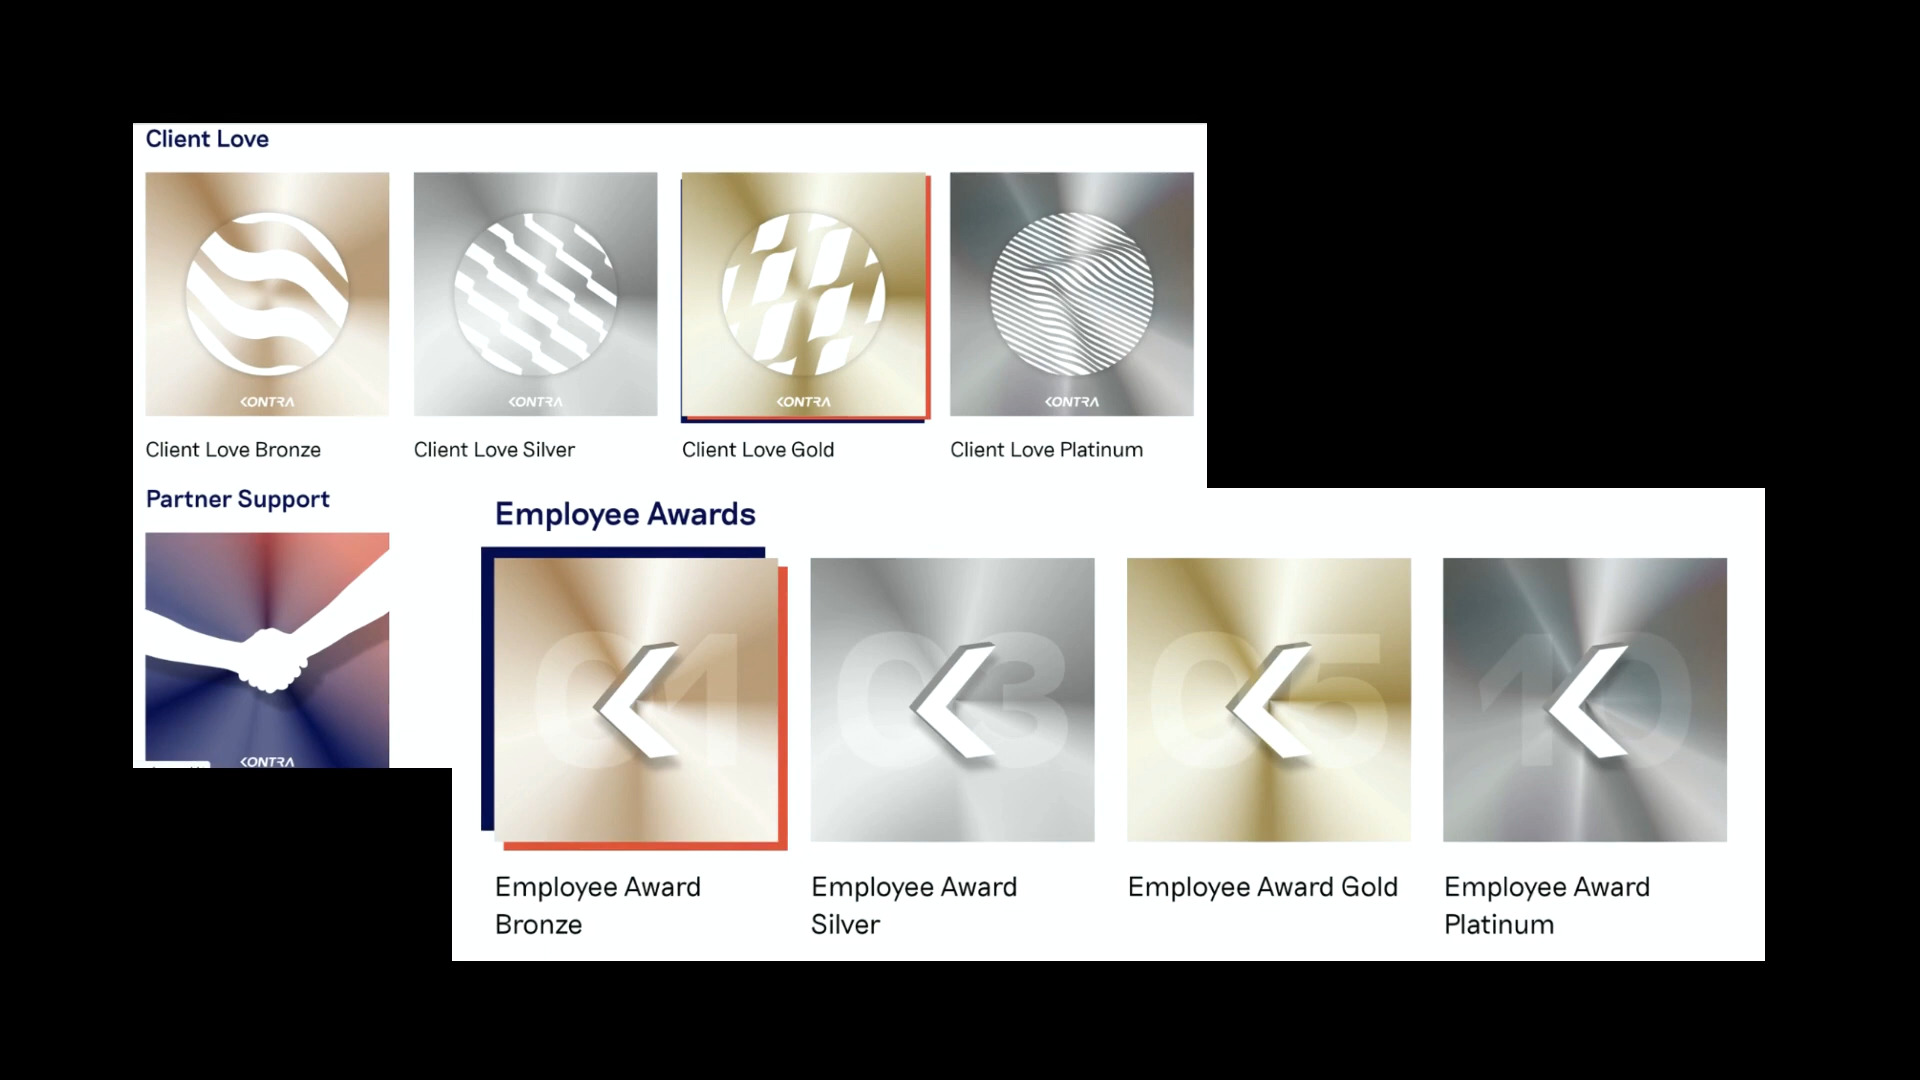 Client Love
KONTRA
KONTRA
KONTRA
KONTRA
Client Love Bronze
Client Love Silver
Client Love Gold
Client Love Platinum
Partner Support
KONTRA
Employee Awards
01
03
05
10
Employee Award
Bronze
Employee Award
Silver
Employee Award Gold
Employee Award
Platinum